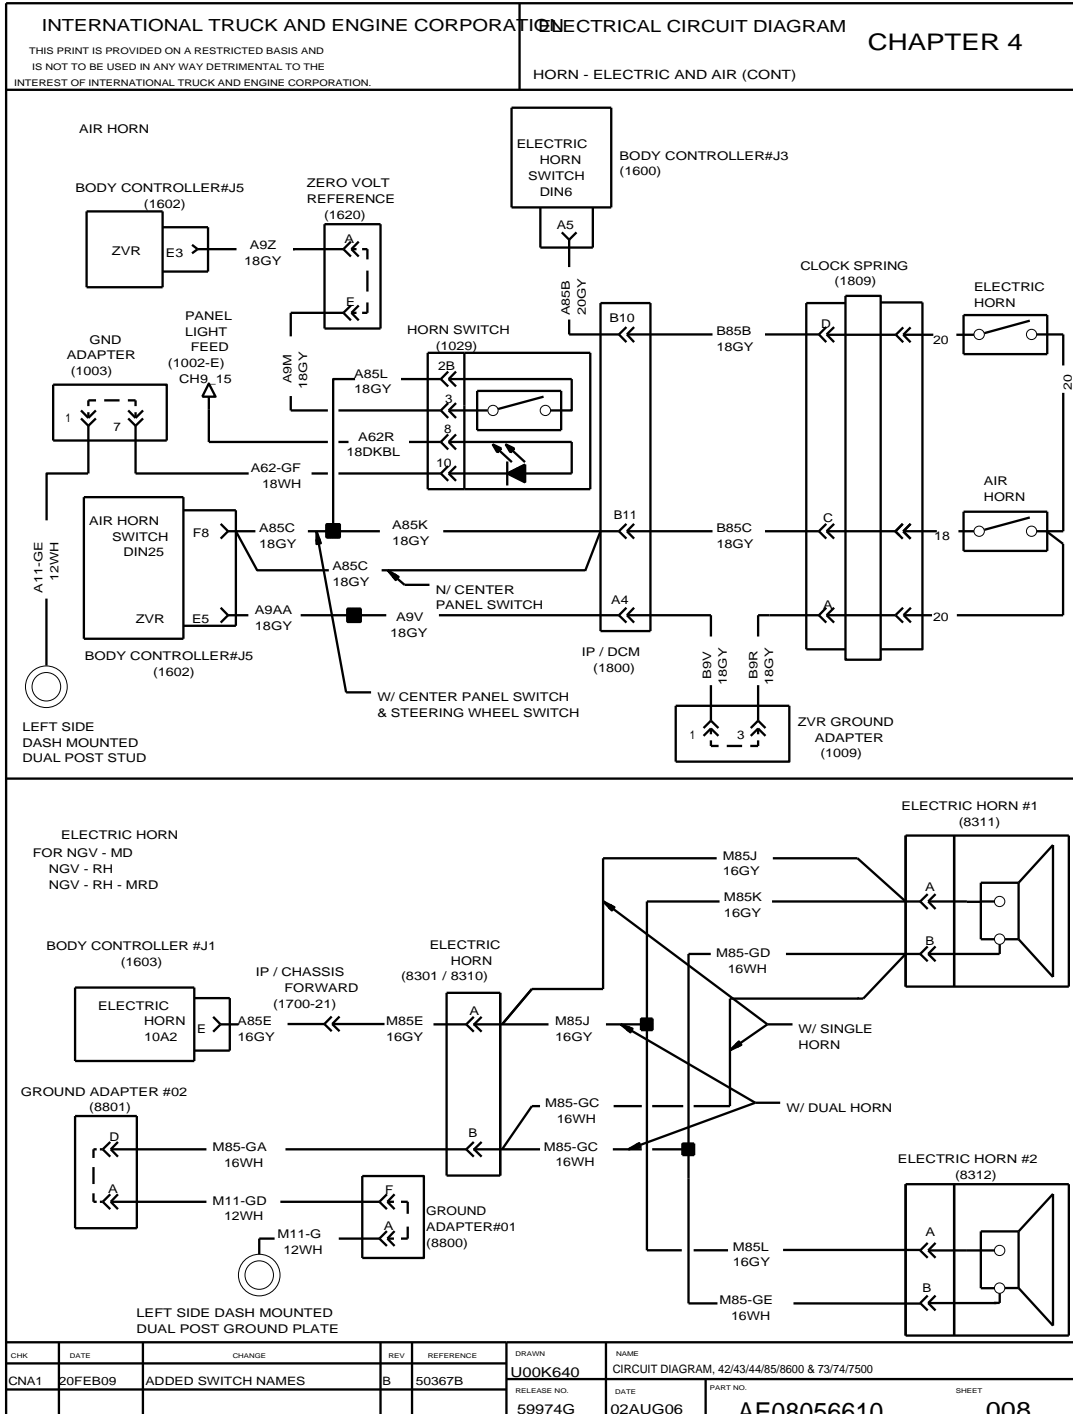 INTERNATIONAL TRUCK AND ENGINE CORPORATION
THIS PRINT IS PROVIDED ON A RESTRICTED BASIS AND
IS NOT TO BE USED IN ANY WAY DETRIMENTAL TO THE
INTEREST OF INTERNATIONAL TRUCK AND ENGINE CORPORATION.
ELECTRICAL CIRCUIT DIAGRAM
CHAPTER 4
HORN - ELECTRIC AND AIR (CONT)
AIR HORN
ELECTRIC
HORN
SWITCH
DIN6
A5
BODY CONTROLLER#J3
(1600)
BODY CONTROLLER#J5
(1602)
ZVR
E3
A9Z
18GY
ZERO VOLT
REFERENCE
(1620)
A
E
A9M
18GY
A85B
20GY
CLOCK SPRING
(1809)
ELECTRIC
HORN
PANEL
LIGHT
FEED
(1002-E)
CH9_15
GND
ADAPTER
(1003)
1
7
HORN SWITCH
(1029)
2B
3
8
10
A85L
18GY
A62R
18DKBL
A62-GF
18WH
B10
B85B
18GY
D
20
20
AIR HORN
SWITCH
DIN25
F8
ZVR
E5
BODY CONTROLLER#J5
(1602)
A85C
18GY
A85K
18GY
A85C
18GY
N/ CENTER
PANEL SWITCH
A9AA
18GY
A9V
18GY
B11
B85C
18GY
C
18
AIR
HORN
A4
IP / DCM
(1800)
A
20
B9V
18GY
B9R
18GY
A11-GE
12WH
W/ CENTER PANEL SWITCH
& STEERING WHEEL SWITCH
1
3
ZVR GROUND
ADAPTER
(1009)
LEFT SIDE
DASH MOUNTED
DUAL POST STUD
ELECTRIC HORN
FOR NGV - MD
NGV - RH
NGV - RH - MRD
ELECTRIC HORN #1
(8311)
A
B
M85J
16GY
M85K
16GY
M85-GD
16WH
BODY CONTROLLER #J1
(1603)
ELECTRIC
HORN
10A2
E
A85E
16GY
IP / CHASSIS
FORWARD
(1700-21)
M85E
16GY
ELECTRIC
HORN
(8301 / 8310)
A
B
M85J
16GY
W/ SINGLE
HORN
W/ DUAL HORN
M85-GC
16WH
M85-GC
16WH
GROUND ADAPTER #02
(8801)
D
A
M85-GA
16WH
M11-GD
12WH
M11-G
12WH
F
A
GROUND
ADAPTER#01
(8800)
ELECTRIC HORN #2
(8312)
A
B
M85L
16GY
M85-GE
16WH
LEFT SIDE DASH MOUNTED
DUAL POST GROUND PLATE
CHK DATE CHANGE REV REFERENCE
CNA1 20FEB09 ADDED SWITCH NAMES B 50367B
DRAWN
U00K640
NAME
CIRCUIT DIAGRAM, 42/43/44/85/8600 & 73/74/7500
RELEASE NO.
59974G
DATE
02AUG06
PART NO.
AE08056610
SHEET
008